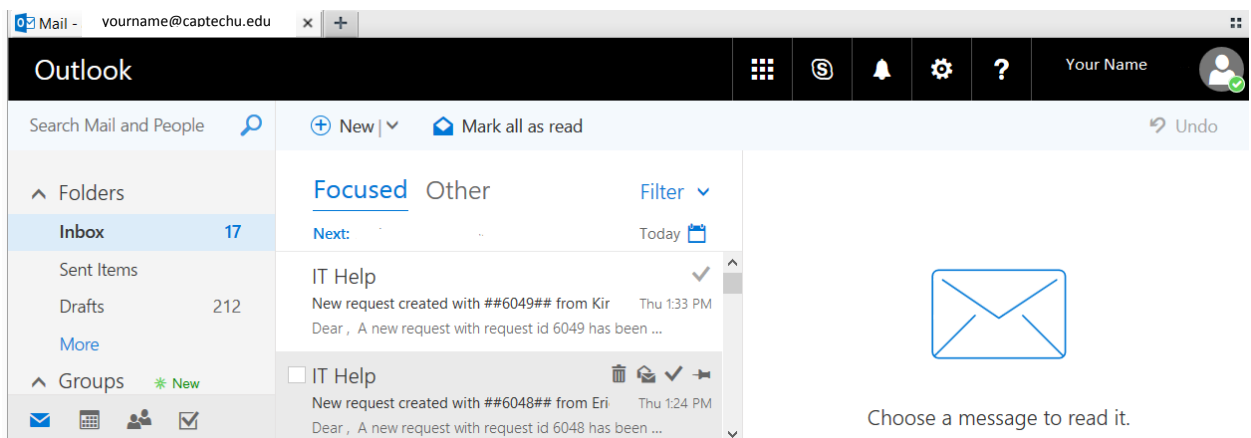 Mail - yourname@captechu.edu
Outlook
Your Name
Search Mail and People
New
Mark all as read
Undo
Folders
Inbox 17
Sent Items
Drafts 212
More
Groups New
Focused Other Filter
Next: Today
IT Help
New request created with ##6049## from Kir Thu 1:33 PM
Dear , A new request with request id 6049 has been ...
IT Help
New request created with ##6048## from Eri Thu 1:24 PM
Dear , A new request with request id 6048 has been ...
Choose a message to read it.